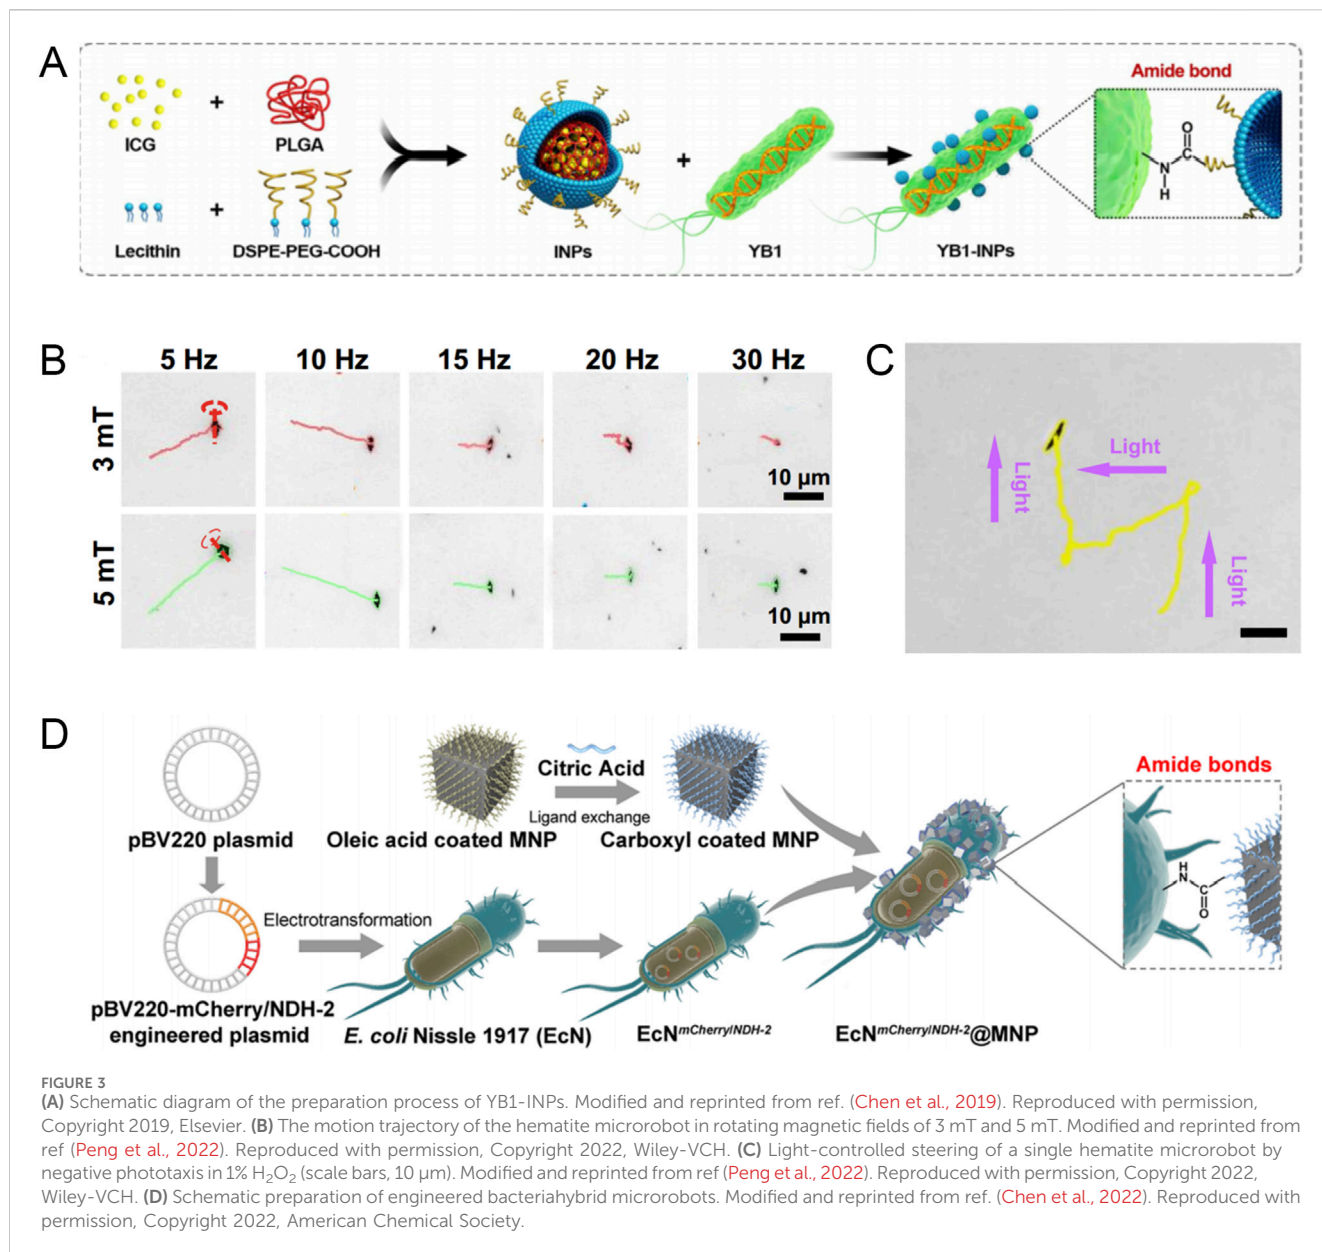 A
Amide bond
ICG
+
PLGA
Lecithin
+
DSPE-PEG-COOH
INPs
+
YB1
YB1-INPs
O
C
N
H
B
5 Hz
10 Hz
15 Hz
20 Hz
30 Hz
3 mT
10 µm
5 mT
10 µm
C
Light
Light
Light
D
pBV220 plasmid
Oleic acid coated MNP
Citric Acid
Ligand exchange
Carboxyl coated MNP
Amide bonds
H
N
C
O
Electrotransformation
pBV220-mCherry/NDH-2
engineered plasmid
E. coli Nissle 1917 (EcN)
EcNmCherry/NDH-2
EcNmCherry/NDH-2@MNP
FIGURE 3
(A) Schematic diagram of the preparation process of YB1-INPs. Modified and reprinted from ref. (Chen et al., 2019). Reproduced with permission,
Copyright 2019, Elsevier. (B) The motion trajectory of the hematite microrobot in rotating magnetic fields of 3 mT and 5 mT. Modified and reprinted from
ref (Peng et al., 2022). Reproduced with permission, Copyright 2022, Wiley-VCH. (C) Light-controlled steering of a single hematite microrobot by
negative phototaxis in 1% H₂O₂ (scale bars, 10 µm). Modified and reprinted from ref (Peng et al., 2022). Reproduced with permission, Copyright 2022,
Wiley-VCH. (D) Schematic preparation of engineered bacteriahybrid microrobots. Modified and reprinted from ref. (Chen et al., 2022). Reproduced with
permission, Copyright 2022, American Chemical Society.